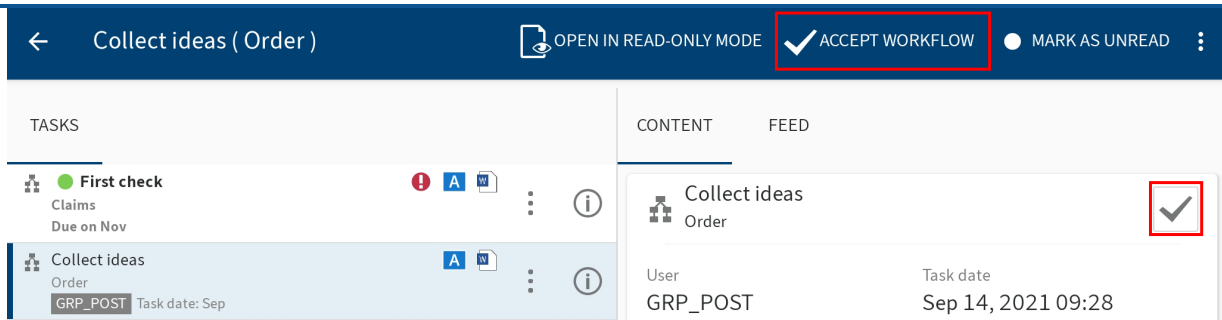 Collect ideas ( Order )
OPEN IN READ-ONLY MODE
ACCEPT WORKFLOW
MARK AS UNREAD
TASKS
First check
A W
Claims
Due on Nov
Collect ideas
A W
Order
GRP_POST Task date: Sep
CONTENT FEED
Collect ideas
Order
User Task date
GRP_POST Sep 14, 2021 09:28